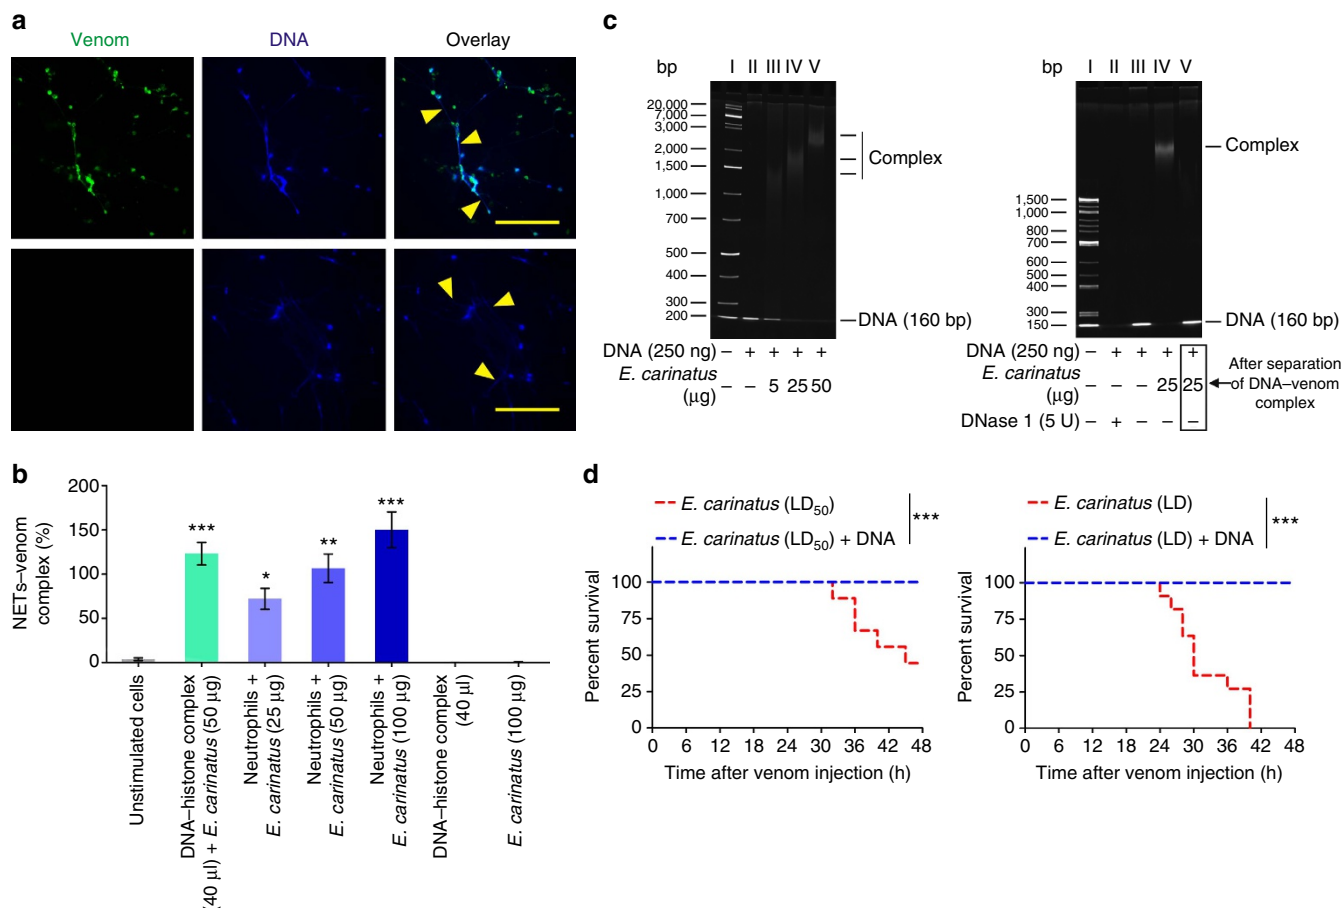 a
Venom DNA Overlay
b
NETs–venom
complex (%)
200
150
100
50
0
*** * ** ***
Unstimulated cells
DNA–histone complex
(40 µl) + E. carinatus (50 µg)
Neutrophils +
E. carinatus (25 µg)
Neutrophils +
E. carinatus (50 µg)
Neutrophils +
E. carinatus (100 µg)
DNA–histone complex
(40 µl)
E. carinatus (100 µg)
c
bp I II III IV V
20,000
7,000
3,000
2,000
1,500
1,000
700
500
400
300
200
Complex
DNA (160 bp)
DNA (250 ng) – + + + +
E. carinatus
(µg) – – 5 25 50
bp I II III IV V
1,500
1,000
800
700
600
500
400
300
150
Complex
DNA (160 bp)
DNA (250 ng) – + + + +
E. carinatus
(µg) – – – 25 25
DNase 1 (5 U) – + – – –
After separation
of DNA–venom
complex
d
E. carinatus (LD50)
E. carinatus (LD50) + DNA
***
Percent survival
100
75
50
25
0
0 6 12 18 24 30 36 42 48
Time after venom injection (h)
E. carinatus (LD)
E. carinatus (LD) + DNA
***
Percent survival
100
75
50
25
0
0 6 12 18 24 30 36 42 48
Time after venom injection (h)